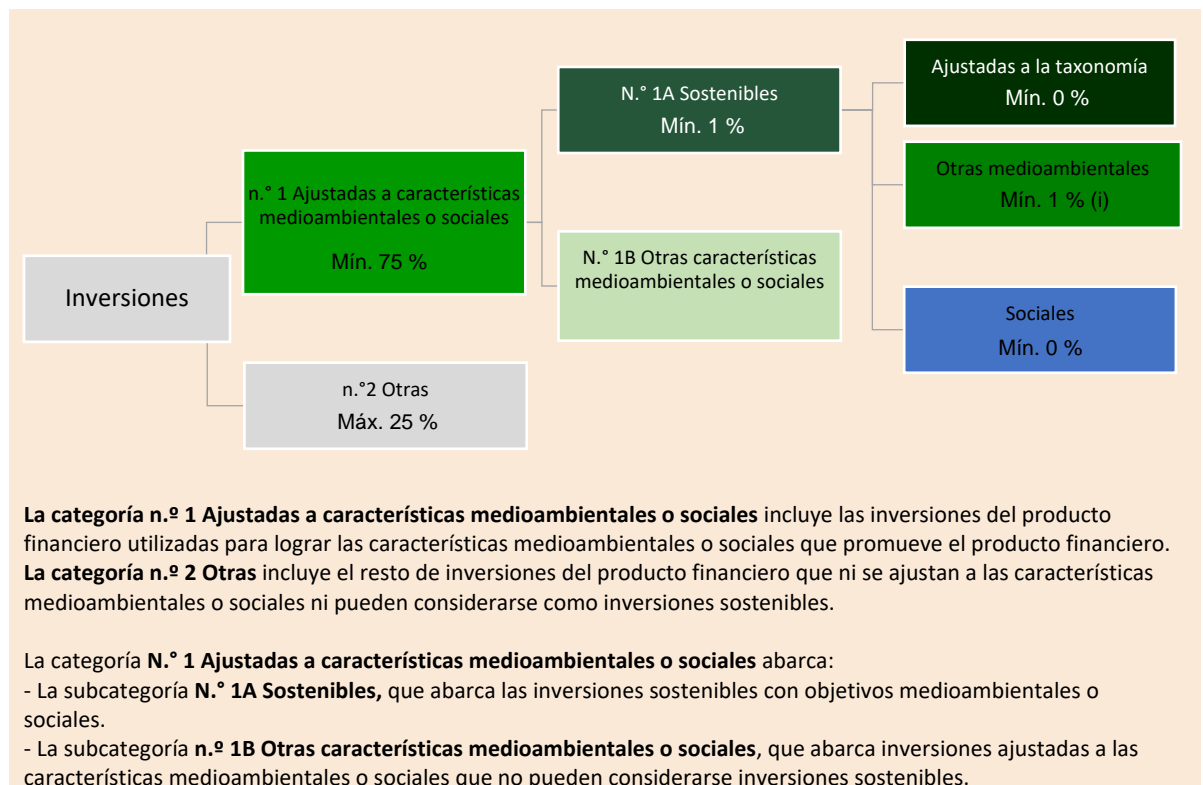 Inversiones
n.° 1 Ajustadas a características
medioambientales o sociales
Mín. 75 %
n.°2 Otras
Máx. 25 %
N.° 1A Sostenibles
Mín. 1 %
N.° 1B Otras características
medioambientales o sociales
Ajustadas a la taxonomía
Mín. 0 %
Otras medioambientales
Mín. 1 % (i)
Sociales
Mín. 0 %
La categoría n.º 1 Ajustadas a características medioambientales o sociales incluye las inversiones del producto
financiero utilizadas para lograr las características medioambientales o sociales que promueve el producto financiero.
La categoría n.º 2 Otras incluye el resto de inversiones del producto financiero que ni se ajustan a las características
medioambientales o sociales ni pueden considerarse como inversiones sostenibles.
La categoría N.° 1 Ajustadas a características medioambientales o sociales abarca:
- La subcategoría N.° 1A Sostenibles, que abarca las inversiones sostenibles con objetivos medioambientales o
sociales.
- La subcategoría n.º 1B Otras características medioambientales o sociales, que abarca inversiones ajustadas a las
características medioambientales o sociales que no pueden considerarse inversiones sostenibles.